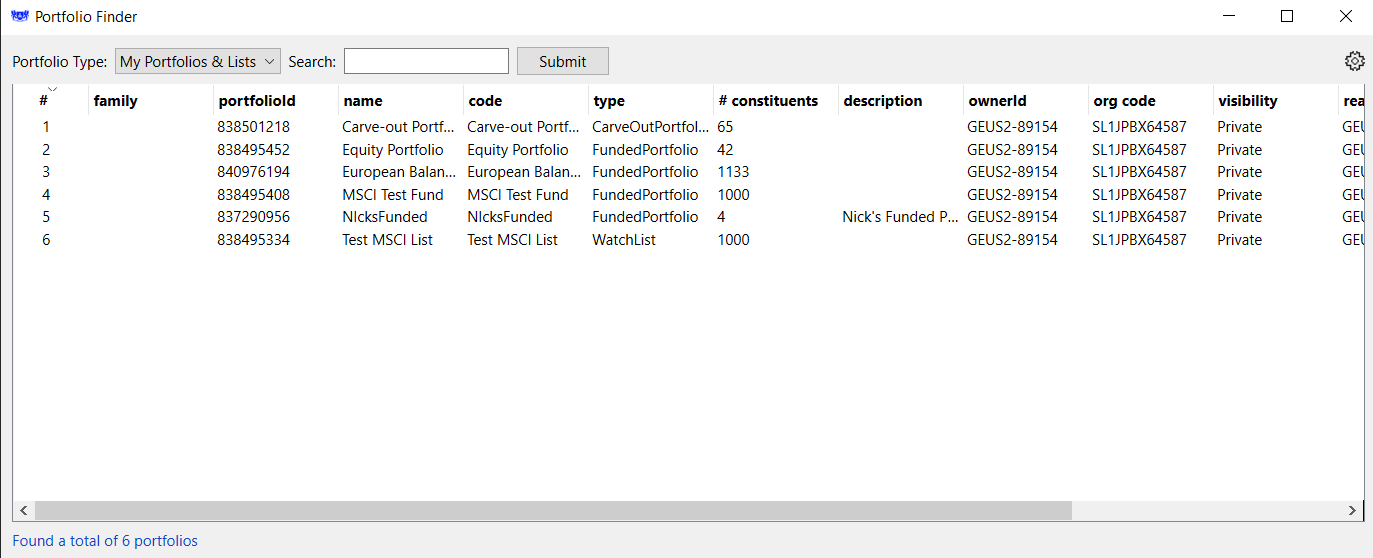 Portfolio Finder
Portfolio Type: My Portfolios & Lists Search: Submit
# family portfolioId name code type # constituents description ownerId org code visibility rea
1 838501218 Carve-out Portf... Carve-out Portf... CarveOutPortfol... 65 GEUS2-89154 SL1JPBX64587 Private GEU
2 838495452 Equity Portfolio Equity Portfolio FundedPortfolio 42 GEUS2-89154 SL1JPBX64587 Private GEU
3 840976194 European Balan... European Balan... FundedPortfolio 1133 GEUS2-89154 SL1JPBX64587 Private GEU
4 838495408 MSCI Test Fund MSCI Test Fund FundedPortfolio 1000 GEUS2-89154 SL1JPBX64587 Private GEU
5 837290956 NIcksFunded NIcksFunded FundedPortfolio 4 Nick's Funded P... GEUS2-89154 SL1JPBX64587 Private GEU
6 838495334 Test MSCI List Test MSCI List WatchList 1000 GEUS2-89154 SL1JPBX64587 Private GEU
Found a total of 6 portfolios